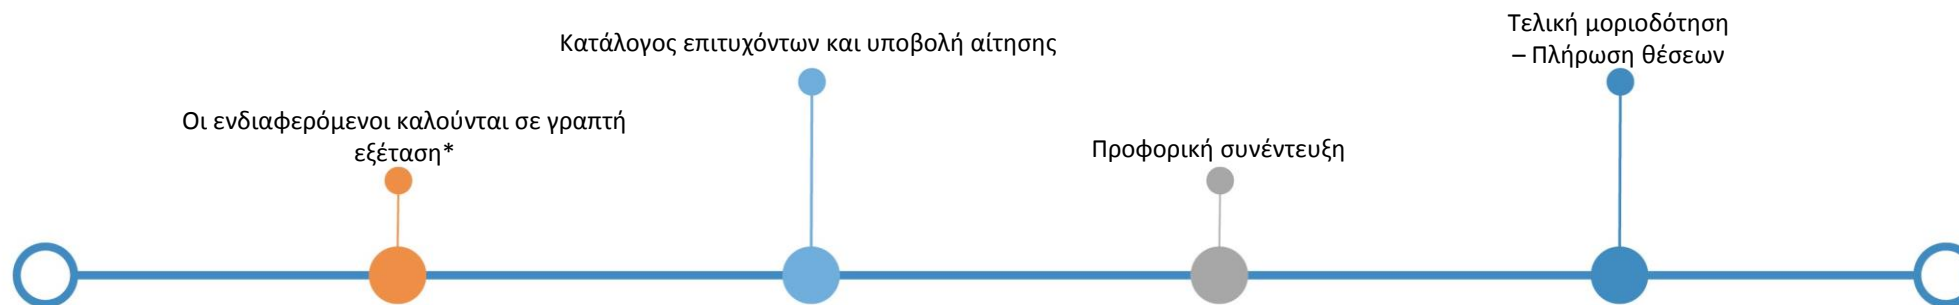 Οι ενδιαφερόμενοι καλούνται σε γραπτή
εξέταση*
Κατάλογος επιτυχόντων και υποβολή αίτησης
Προφορική συνέντευξη
Τελική μοριοδότηση
– Πλήρωση θέσεων